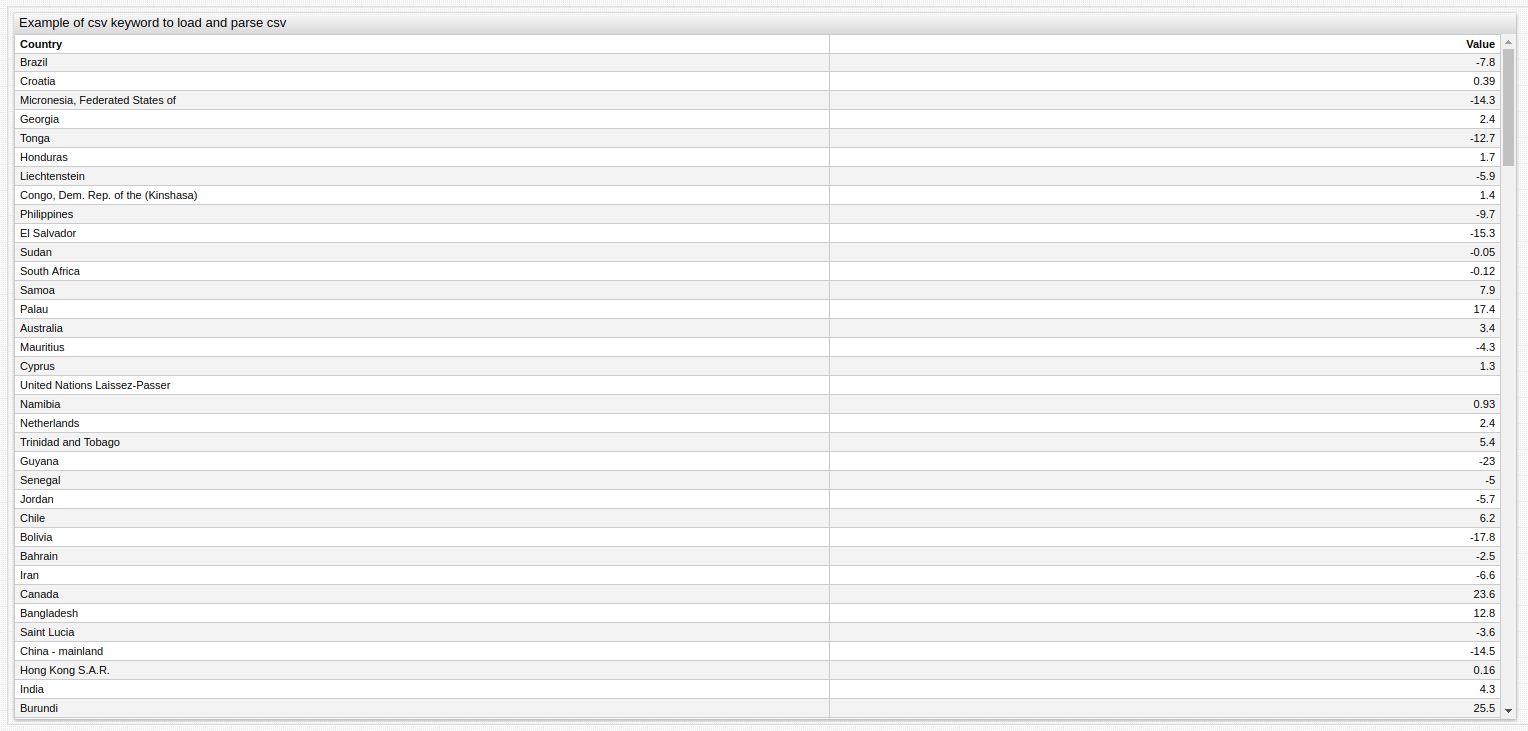 Example of csv keyword to load and parse csv
Country Value
Brazil -7.8
Croatia 0.39
Micronesia, Federated States of -14.3
Georgia 2.4
Tonga -12.7
Honduras 1.7
Liechtenstein -5.9
Congo, Dem. Rep. of the (Kinshasa) 1.4
Philippines -9.7
El Salvador -15.3
Sudan -0.05
South Africa -0.12
Samoa 7.9
Palau 17.4
Australia 3.4
Mauritius -4.3
Cyprus 1.3
United Nations Laissez-Passer
Namibia 0.93
Netherlands 2.4
Trinidad and Tobago 5.4
Guyana -23
Senegal -5
Jordan -5.7
Chile 6.2
Bolivia -17.8
Bahrain -2.5
Iran -6.6
Canada 23.6
Bangladesh 12.8
Saint Lucia -3.6
China - mainland -14.5
Hong Kong S.A.R. 0.16
India 4.3
Burundi 25.5